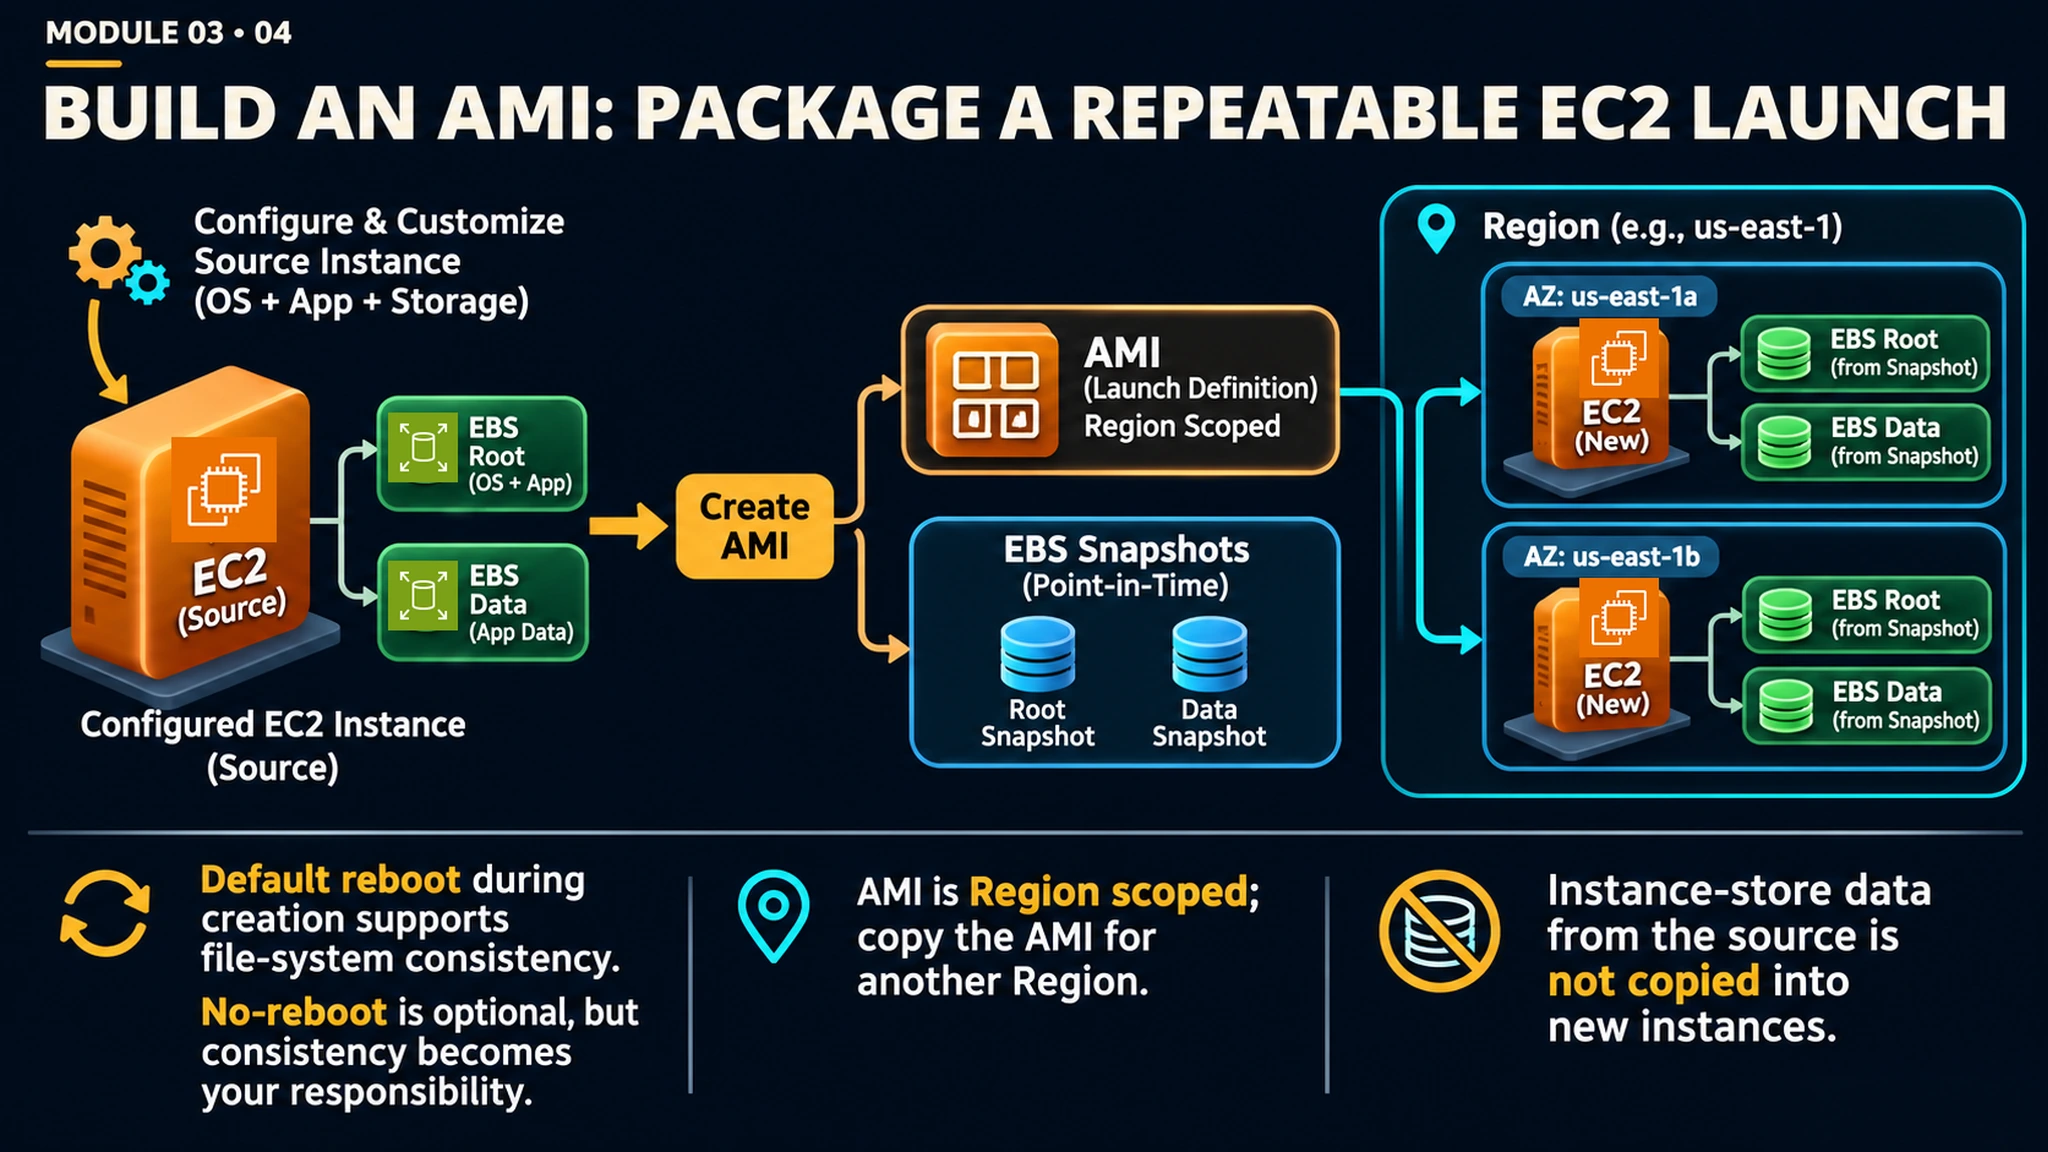 MODULE 03 • 04
BUILD AN AMI: PACKAGE A REPEATABLE EC2 LAUNCH
Configure & Customize
Source Instance
(OS + App + Storage)
EC2
(Source)
Configured EC2 Instance
(Source)
EBS
Root
(OS + App)
EBS
Data
(App Data)
Create
AMI
AMI
(Launch Definition)
Region Scoped
EBS Snapshots
(Point-in-Time)
Root
Snapshot
Data
Snapshot
Region (e.g., us-east-1)
AZ: us-east-1a
EC2
(New)
EBS Root
(from Snapshot)
EBS Data
(from Snapshot)
AZ: us-east-1b
EC2
(New)
EBS Root
(from Snapshot)
EBS Data
(from Snapshot)
Default reboot during
creation supports
file-system consistency.
No-reboot is optional, but
consistency becomes
your responsibility.
AMI is Region scoped;
copy the AMI for
another Region.
Instance-store data
from the source is
not copied into
new instances.